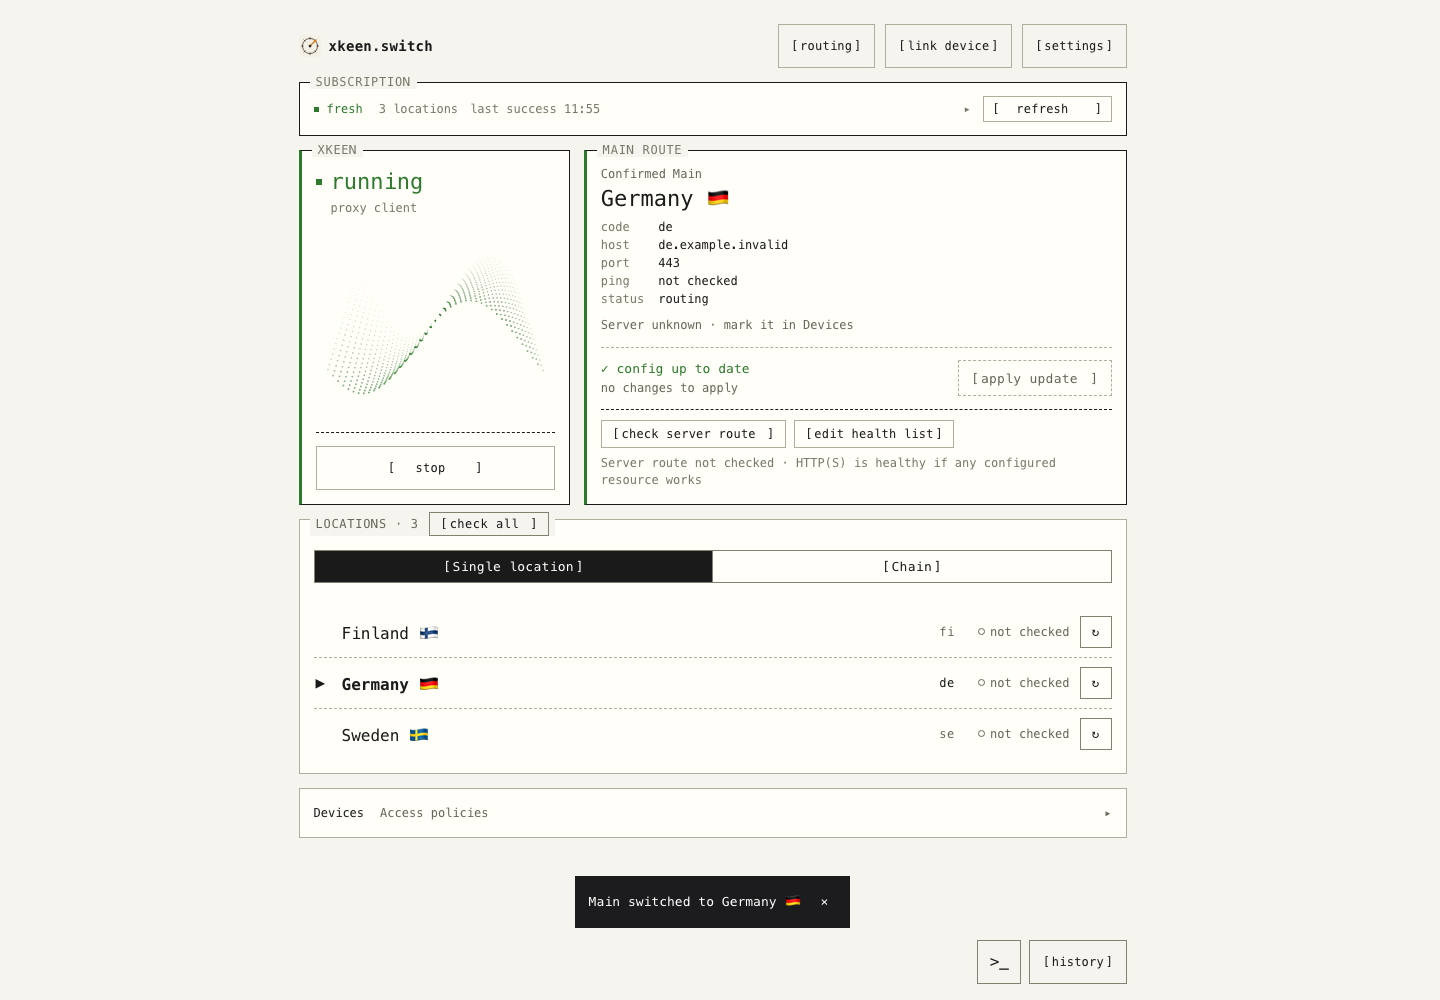 xkeen.switch
[routing] [link device] [settings]
SUBSCRIPTION
fresh 3 locations last success 11:55 ▸ [ refresh ]
XKEEN
running
proxy client
[ stop ]
MAIN ROUTE
Confirmed Main
Germany 🇩🇪
code de
host de.example.invalid
port 443
ping not checked
status routing
Server unknown · mark it in Devices
✓ config up to date
no changes to apply
[apply update ]
[check server route ] [edit health list]
Server route not checked · HTTP(S) is healthy if any configured
resource works
LOCATIONS · 3 [check all ]
[Single location] [Chain]
Finland 🇫🇮 fi ○ not checked ↻
▶ Germany 🇩🇪 de ○ not checked ↻
Sweden 🇸🇪 se ○ not checked ↻
Devices Access policies ▸
Main switched to Germany 🇩🇪 ×
>_ [history]